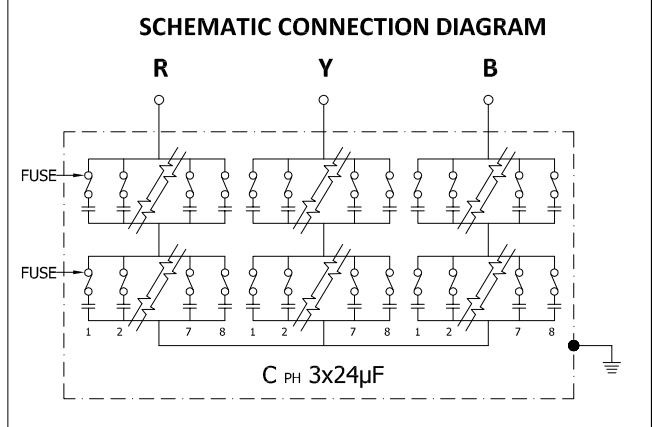 SCHEMATIC CONNECTION DIAGRAM
R Y B
FUSE
FUSE
1 2 7 8 1 2 7 8 1 2 7 8
C PH 3x24µF